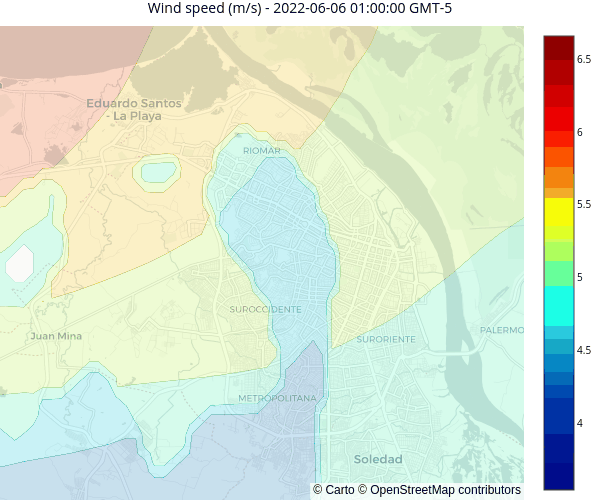 Wind speed (m/s) - 2022-06-06 01:00:00 GMT-5
6.5
Eduardo Santos
- La Playa
6
RIOMAR
5.5
5
SUROCCIDENTE
PALERMO
Juan Mina
SURORIENTE
4.5
METROPOLITANA
4
Soledad
© Carto © OpenStreetMap contributors